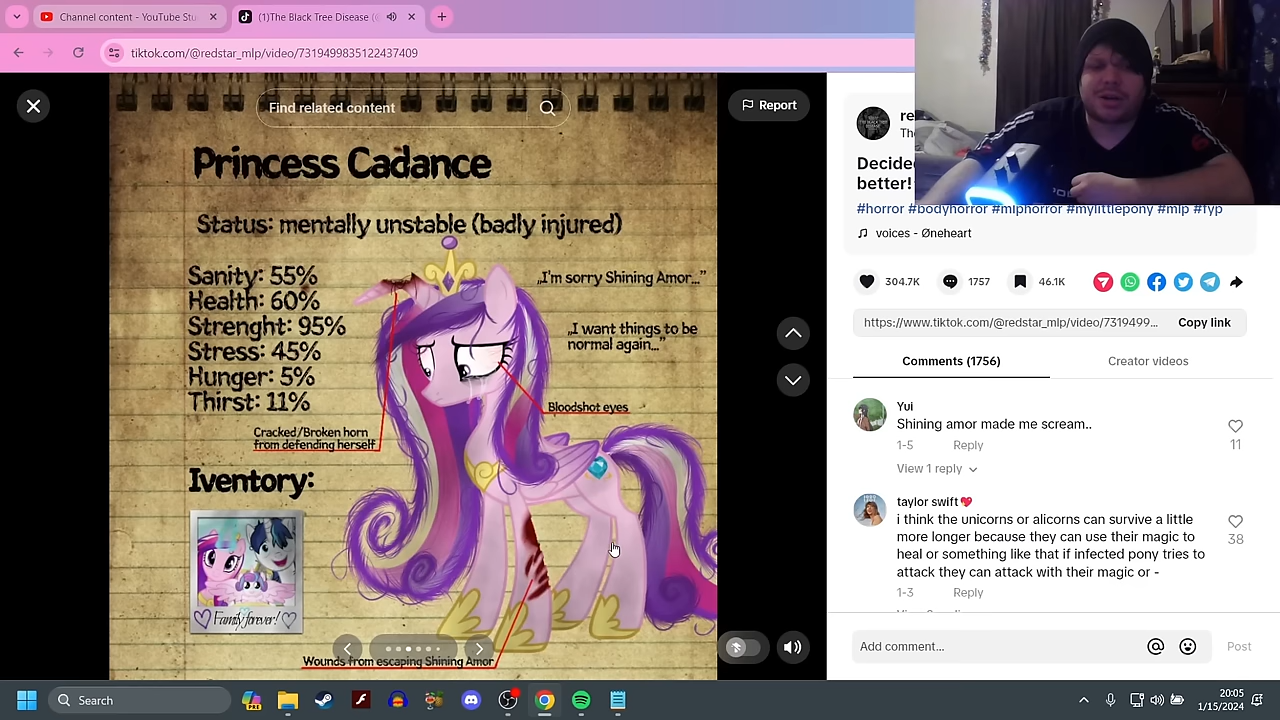 Channel content - YouTube Stu
(1)The Black Tree Disease (
tiktok.com/@redstar_mlp/video/7319499835122437409
Find related content
Report
Princess Cadance
Status: mentally unstable (badly injured)
Sanity: 55%
Health: 60%
Strenght: 95%
Stress: 45%
Hunger: 5%
Thirst: 11%
„I'm sorry Shining Amor..."
„I want things to be
normal again..."
Bloodshot eyes
Cracked/Broken horn
from defending herself
Iventory:
Family forever!
Wounds from escaping Shining Amor
re
The
Decide
better!
#horror #bodyhorror #mlphorror #mylittlepony #mlp #fyp
voices - Øneheart
304.7K
1757
46.1K
https://www.tiktok.com/@redstar_mlp/video/7319499...
Copy link
Comments (1756)
Creator videos
Yui
Shining amor made me scream..
1-5
Reply
11
View 1 reply
taylor swift
i think the unicorns or alicorns can survive a little
more longer because they can use their magic to
heal or something like that if infected pony tries to
attack they can attack with their magic or -
38
1-3
Reply
Add comment...
Post
Search
20:05
1/15/2024